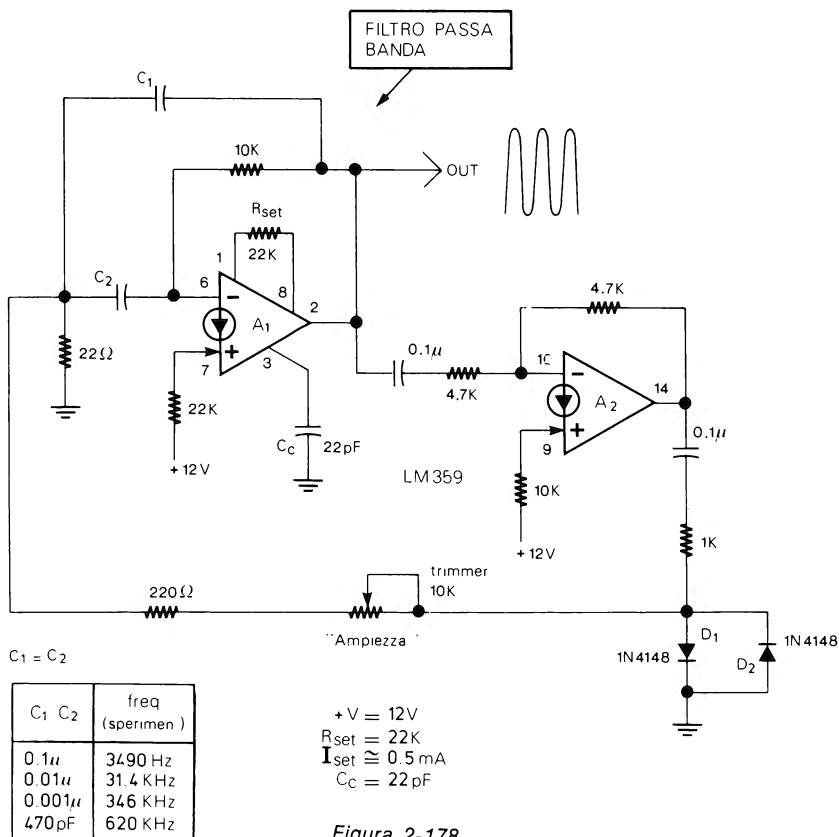 FILTRO PASSA
BANDA
C1
10K
OUT
Rset
1
22K
C2
6
8
2
−
A1
+
7
3
22Ω
22K
+12V
Cc
22pF
0.1µ
4.7K
4.7K
1C
−
A2
+
9
14
0.1µ
LM359
10K
+12V
1K
trimmer
10K
220Ω
"Ampiezza
D1
1N4148
1N4148
D2
C1 = C2
C1 C2 freq
(sperimen)
0.1µ 3490 Hz
0.01µ 31.4 KHz
0.001µ 346 KHz
470pF 620 KHz
+V = 12V
Rset = 22K
Iset ≅ 0.5 mA
Cc = 22 pF
Figura 2-178